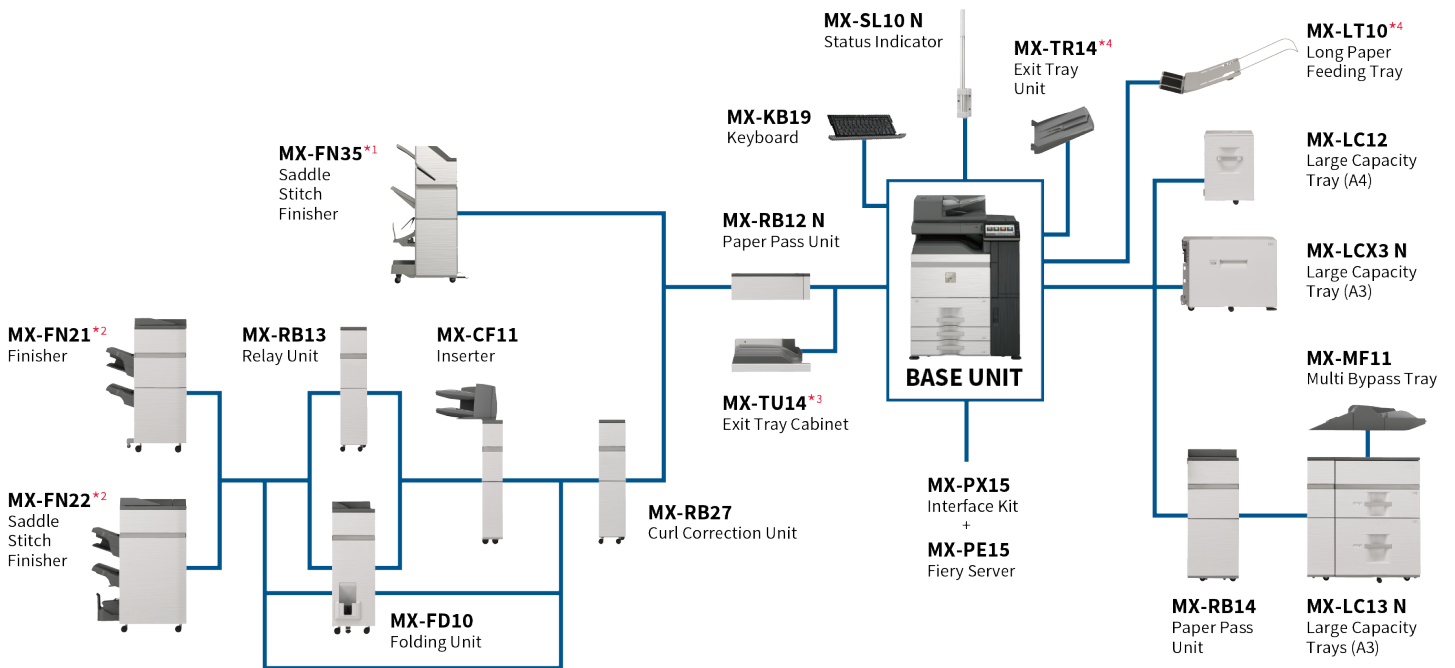 MX-SL10 N
Status Indicator
MX-TR14*4
Exit Tray
Unit
MX-LT10*4
Long Paper
Feeding Tray
MX-KB19
Keyboard
MX-LC12
Large Capacity
Tray (A4)
MX-FN35*1
Saddle
Stitch
Finisher
MX-RB12 N
Paper Pass Unit
MX-LCX3 N
Large Capacity
Tray (A3)
MX-FN21*2
Finisher
MX-RB13
Relay Unit
MX-CF11
Inserter
BASE UNIT
MX-MF11
Multi Bypass Tray
MX-TU14*3
Exit Tray Cabinet
MX-FN22*2
Saddle
Stitch
Finisher
MX-RB27
Curl Correction Unit
MX-PX15
Interface Kit
+
MX-PE15
Fiery Server
MX-FD10
Folding Unit
MX-RB14
Paper Pass
Unit
MX-LC13 N
Large Capacity
Trays (A3)